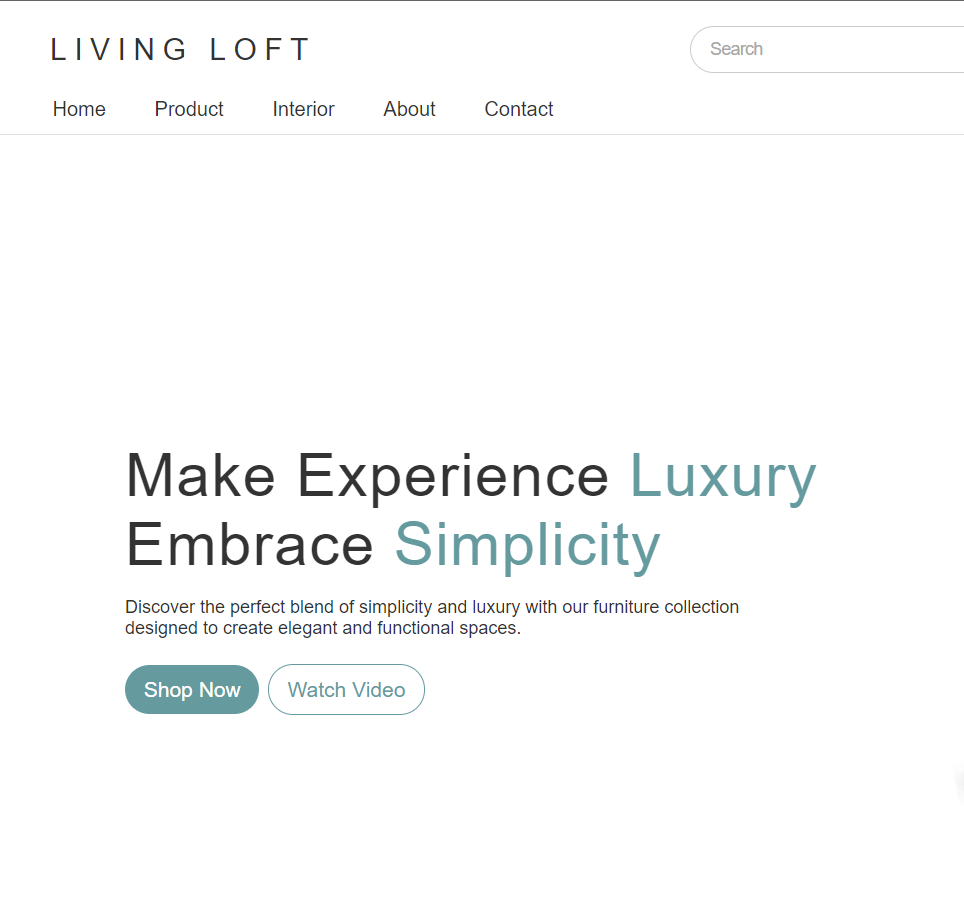 LIVING LOFT
Search
Home Product Interior About Contact
Make Experience Luxury
Embrace Simplicity
Discover the perfect blend of simplicity and luxury with our furniture collection
designed to create elegant and functional spaces.
Shop Now Watch Video